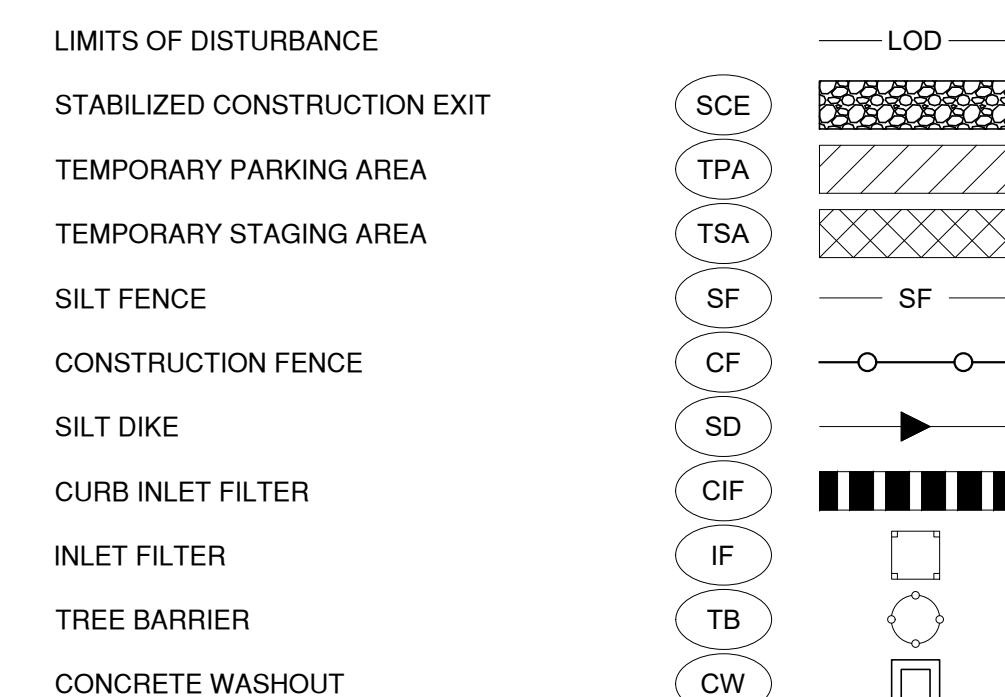 LIMITS OF DISTURBANCE LOD
STABILIZED CONSTRUCTION EXIT SCE
TEMPORARY PARKING AREA TPA
TEMPORARY STAGING AREA TSA
SILT FENCE SF SF
CONSTRUCTION FENCE CF
SILT DIKE SD
CURB INLET FILTER CIF
INLET FILTER IF
TREE BARRIER TB
CONCRETE WASHOUT CW